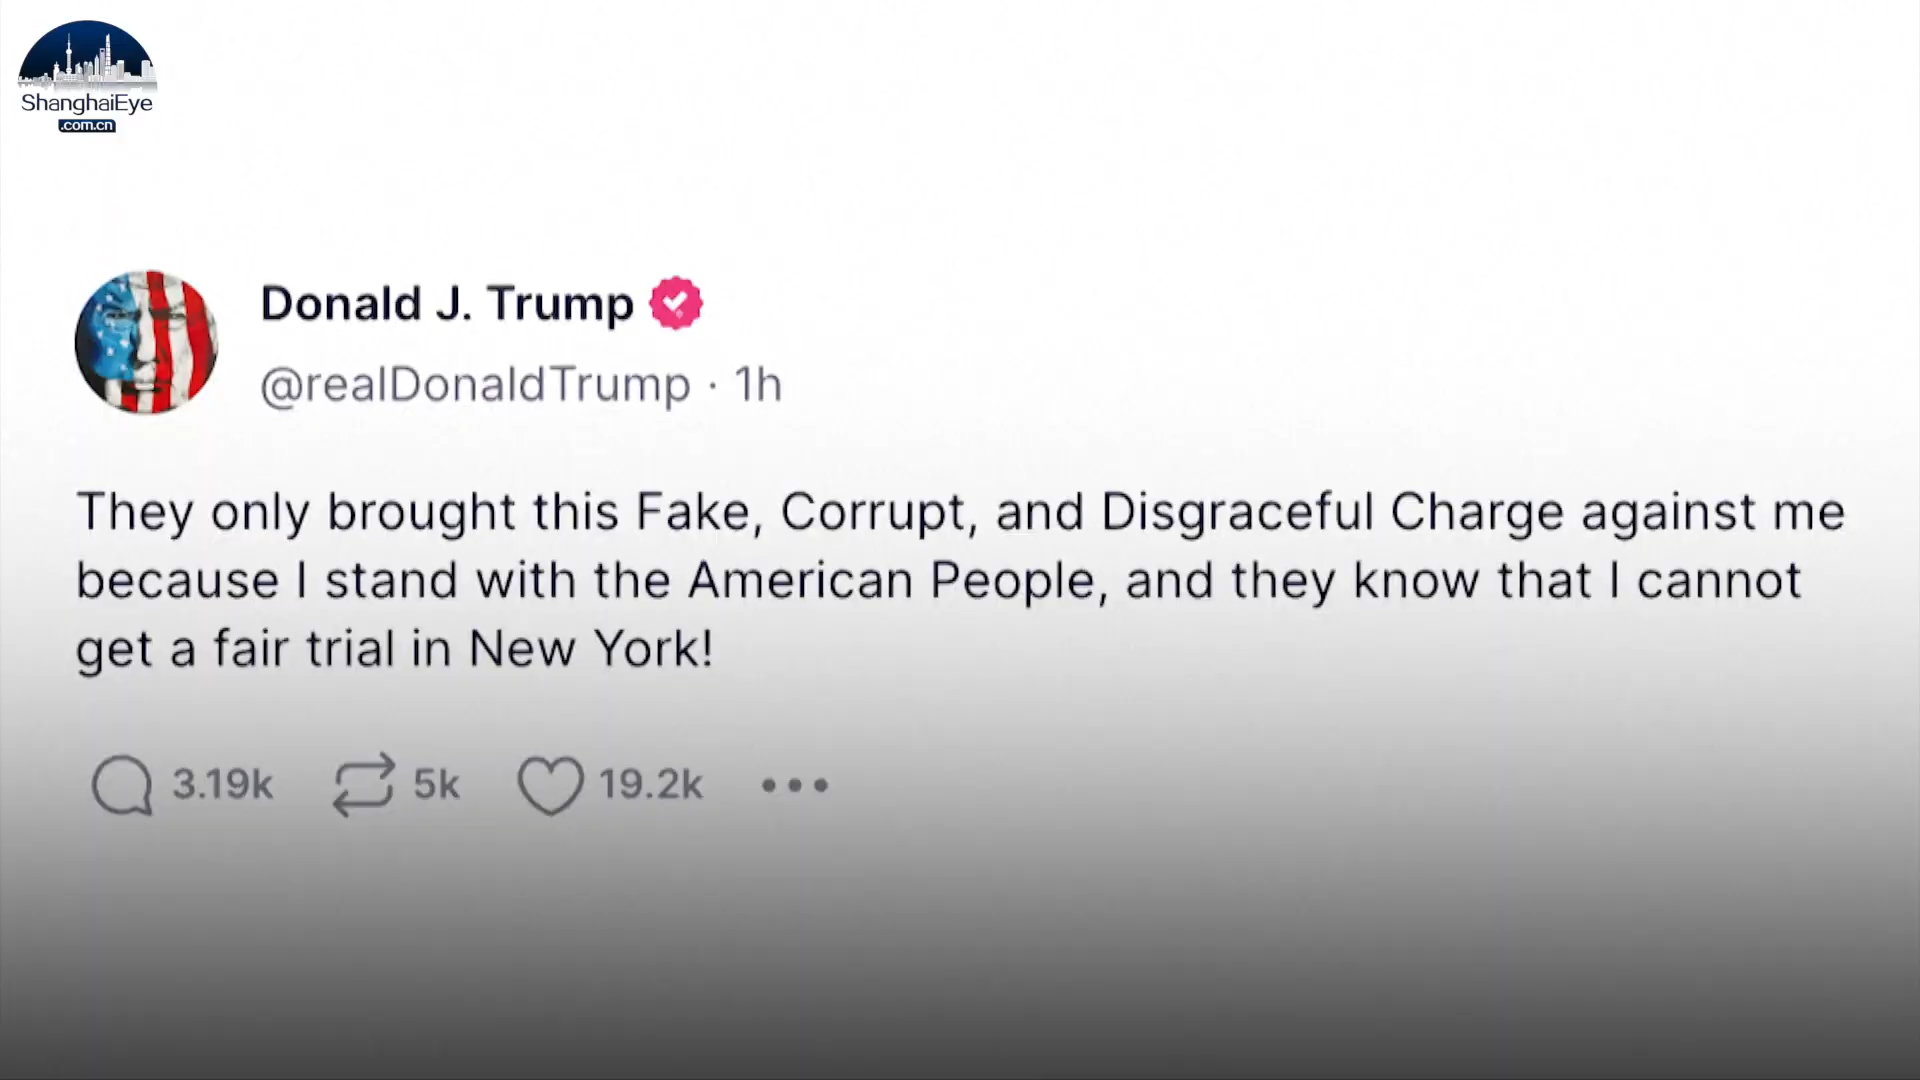 ShanghaiEye
.com.cn
Donald J. Trump
@realDonaldTrump · 1h
They only brought this Fake, Corrupt, and Disgraceful Charge against me
because I stand with the American People, and they know that I cannot
get a fair trial in New York!
3.19k 5k 19.2k